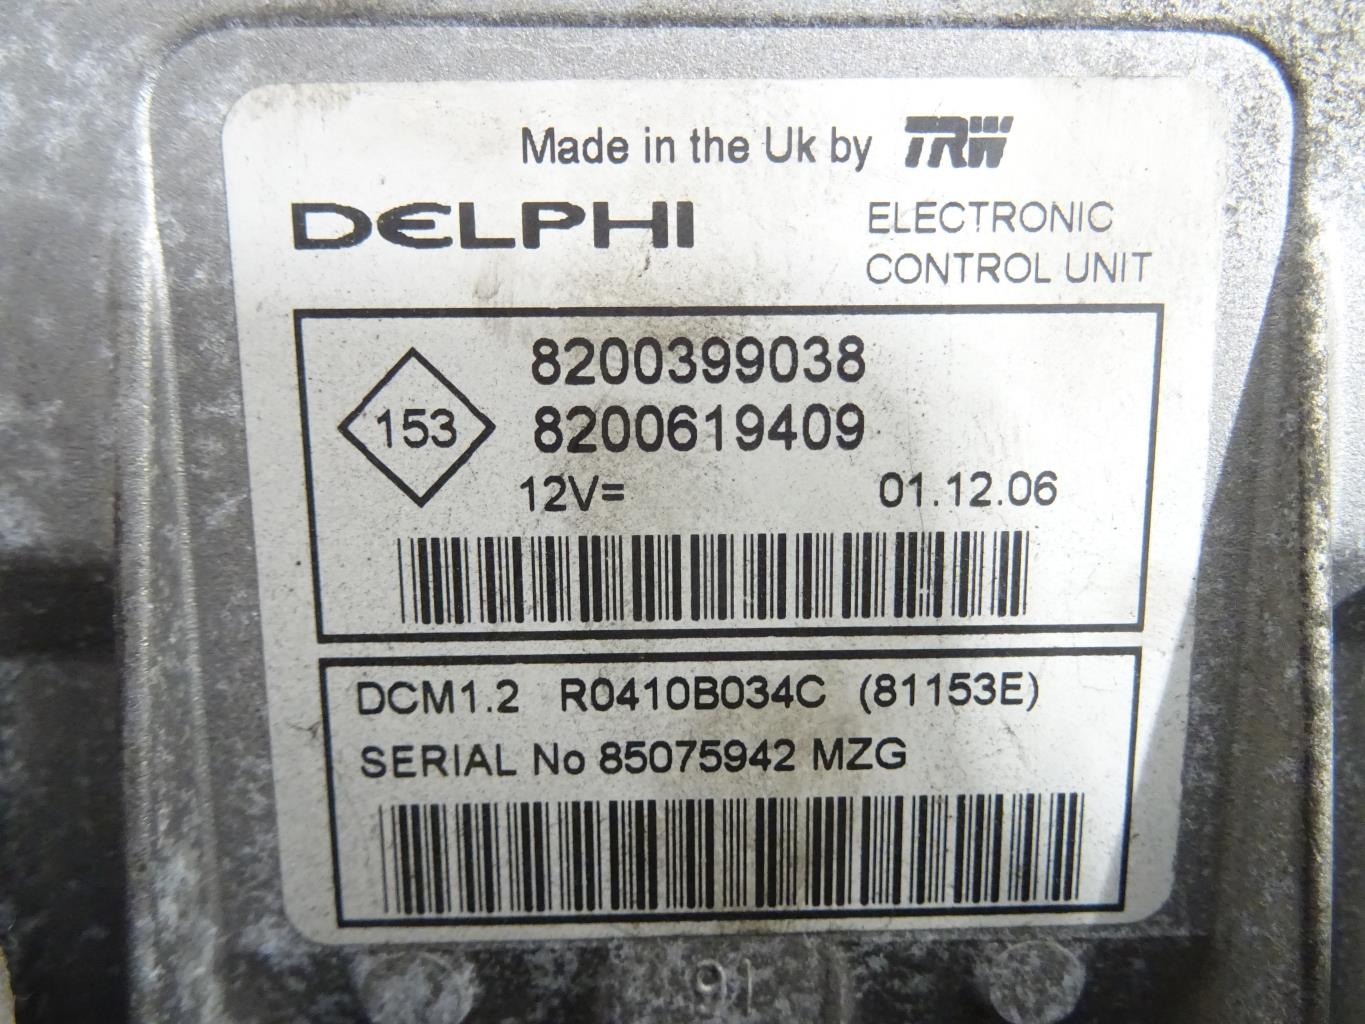 Made in the Uk by TRW
DELPHI
ELECTRONIC
CONTROL UNIT
153
8200399038
8200619409
12V=
01.12.06
DCM1.2 R0410B034C (81153E)
SERIAL No 85075942 MZG
91